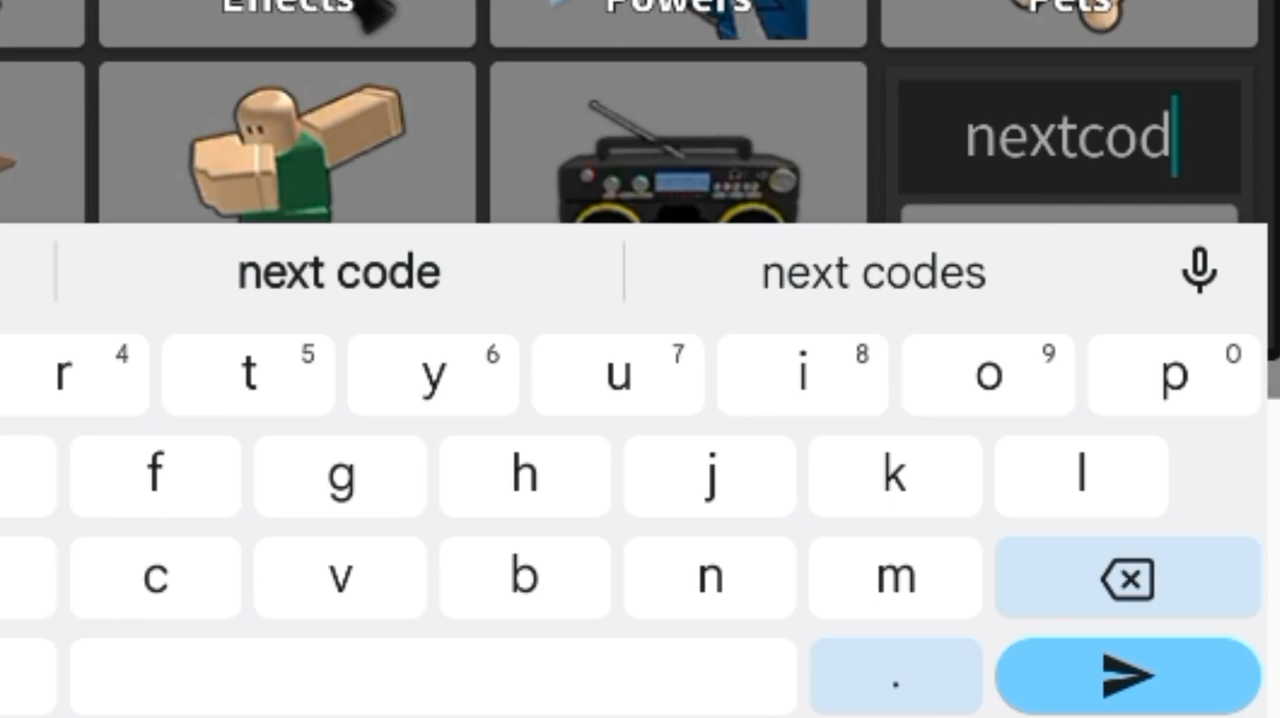 Effects Powers Pets
nextcod
next code next codes
r 4 t 5 y 6 u 7 i 8 o 9 p 0
f g h j k l
c v b n m
.